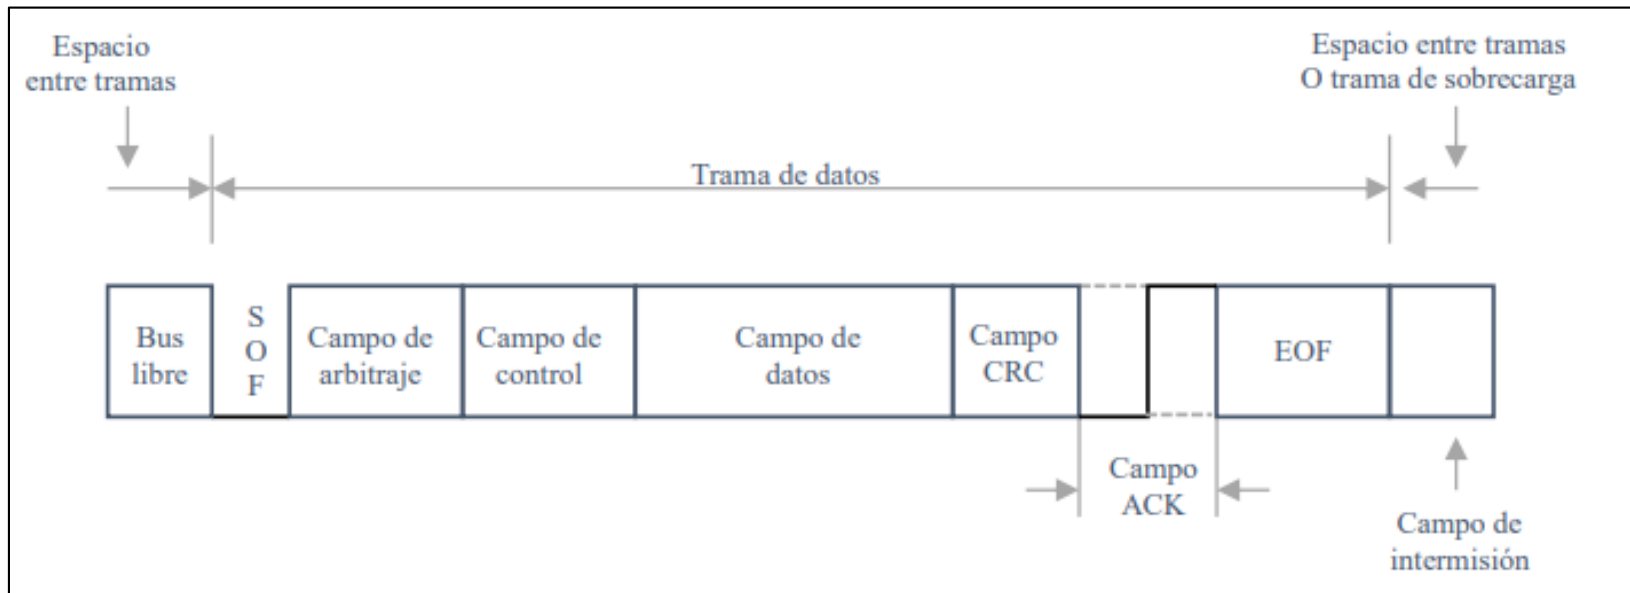 Espacio
entre tramas
Espacio entre tramas
O trama de sobrecarga
Trama de datos
Bus
libre
S
O
F
Campo de
arbitraje
Campo de
control
Campo de
datos
Campo
CRC
EOF
Campo
ACK
Campo de
intermisión